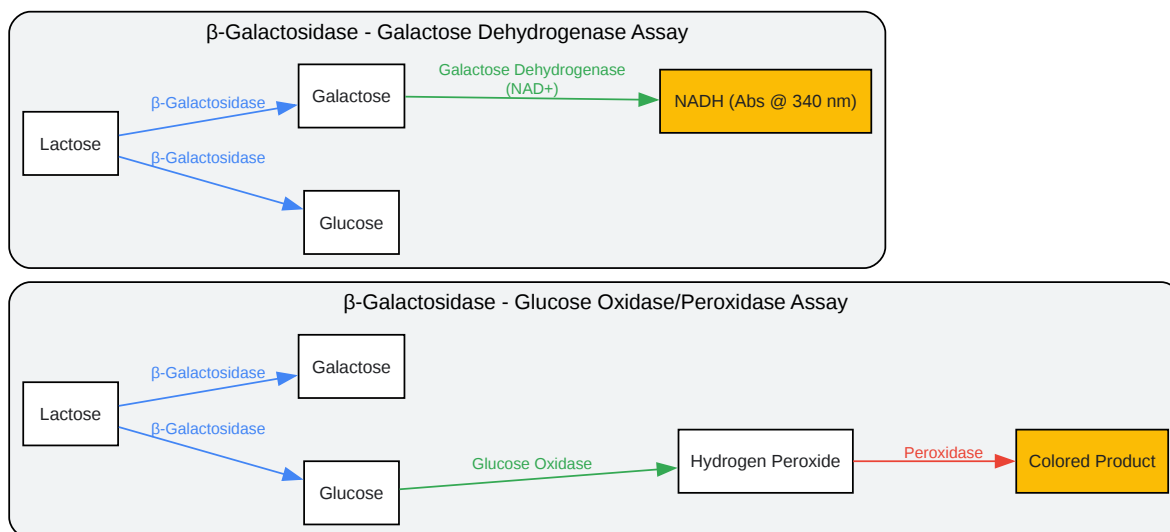 β-Galactosidase - Galactose Dehydrogenase Assay
Galactose Dehydrogenase
(NAD+)
β-Galactosidase
Galactose
NADH (Abs @ 340 nm)
Lactose
β-Galactosidase
Glucose
β-Galactosidase - Glucose Oxidase/Peroxidase Assay
β-Galactosidase
Galactose
Lactose
β-Galactosidase
Glucose
Glucose Oxidase
Hydrogen Peroxide
Peroxidase
Colored Product